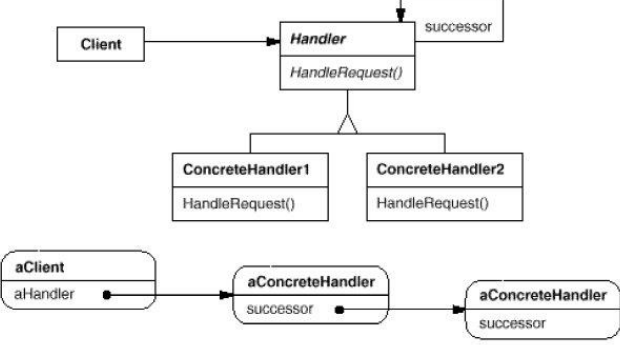 successor
Client
Handler
HandleRequest()
ConcreteHandler1
HandleRequest()
ConcreteHandler2
HandleRequest()
aClient
aHandler
aConcreteHandler
successor
aConcreteHandler
successor